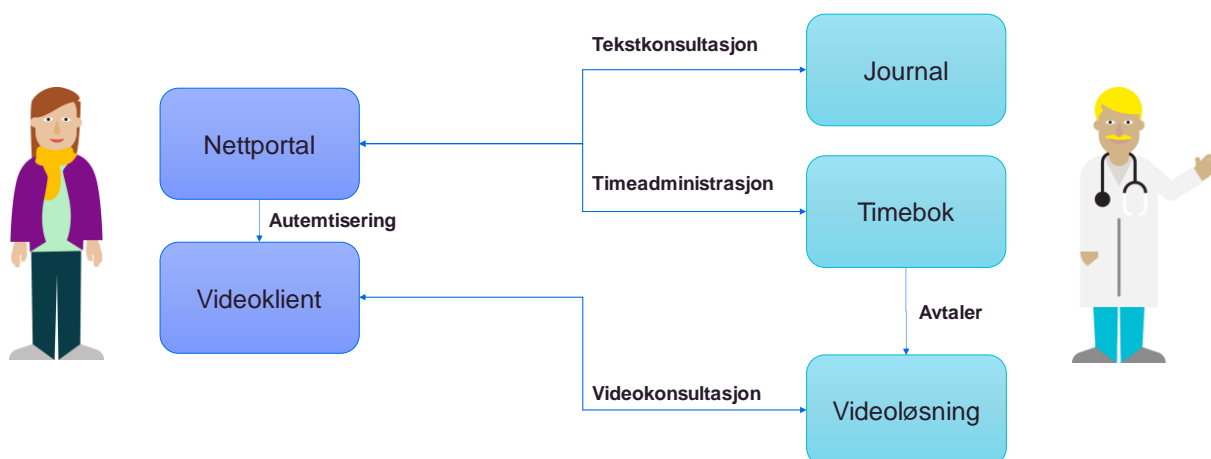 Tekstkonsultasjon
Journal
Nettportal
Timeadministrasjon
Timebok
Autemtisering
Videoklient
Avtaler
Videokonsultasjon
Videoløsning